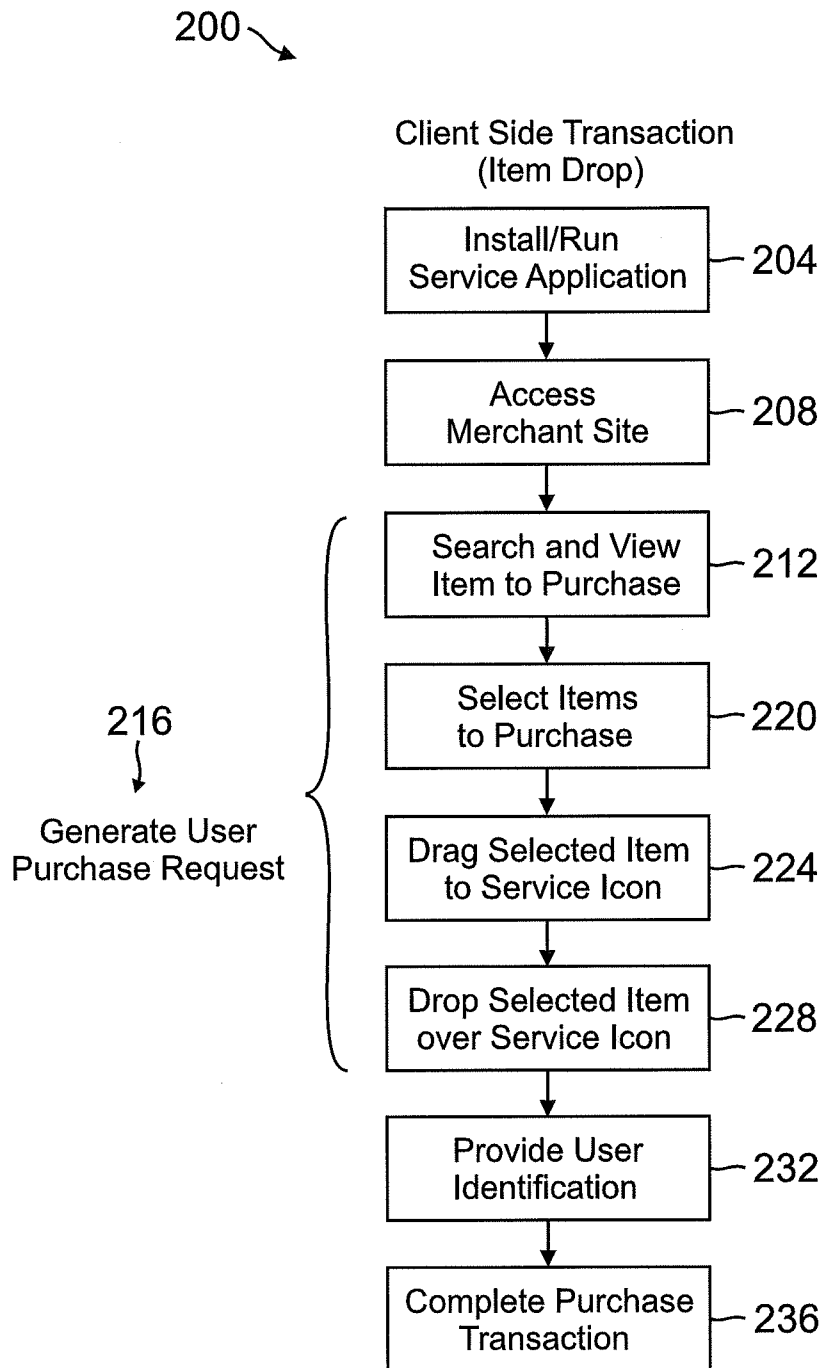 200
Client Side Transaction
(Item Drop)
Install/Run
Service Application
204
Access
Merchant Site
208
Search and View
Item to Purchase
212
216
Generate User
Purchase Request
Select Items
to Purchase
220
Drag Selected Item
to Service Icon
224
Drop Selected Item
over Service Icon
228
Provide User
Identification
232
Complete Purchase
Transaction
236